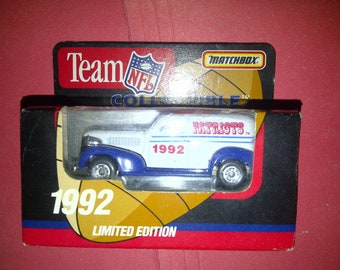 Team NFL MATCHBOX
COLLECTIBLE
PATRIOTS
1992
1992
LIMITED EDITION